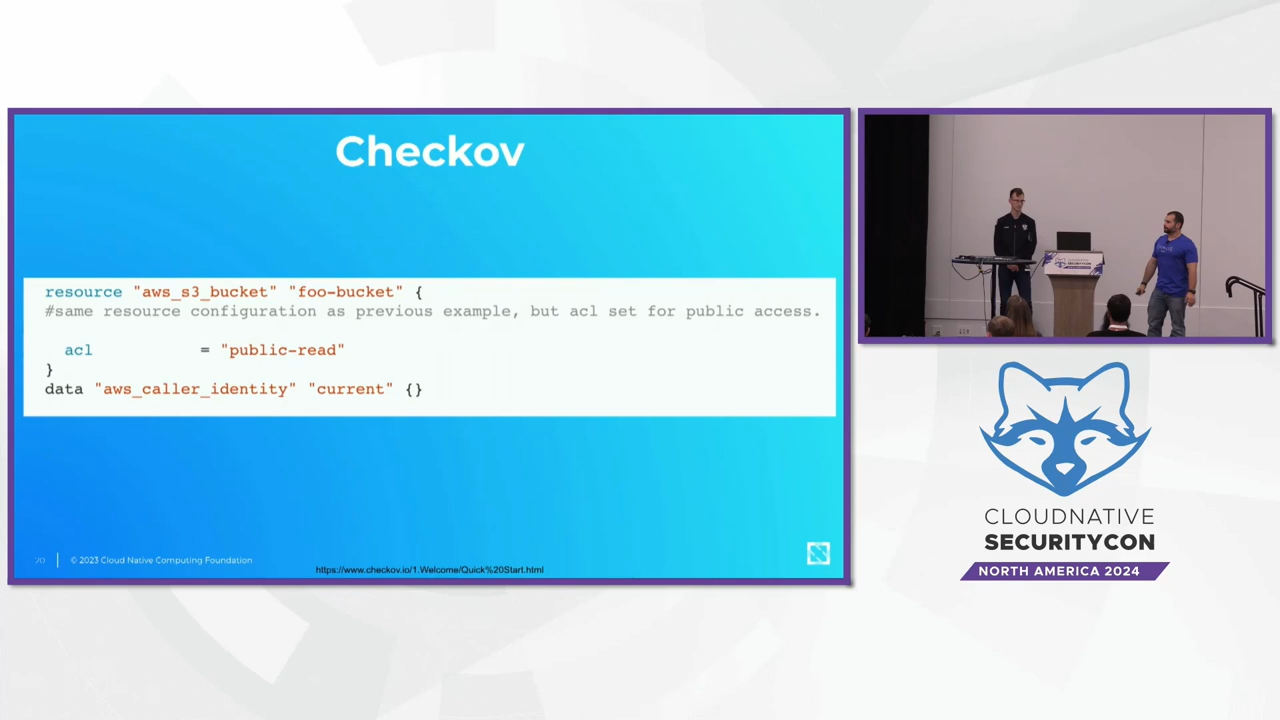 Checkov
resource "aws_s3_bucket" "foo-bucket" {
#same resource configuration as previous example, but acl set for public access.
acl = "public-read"
}
data "aws_caller_identity" "current" {}
20
© 2023 Cloud Native Computing Foundation
https://www.checkov.io/1.Welcome/Quick%20Start.html
CLOUDNATIVE
SECURITYCON
NORTH AMERICA 2024